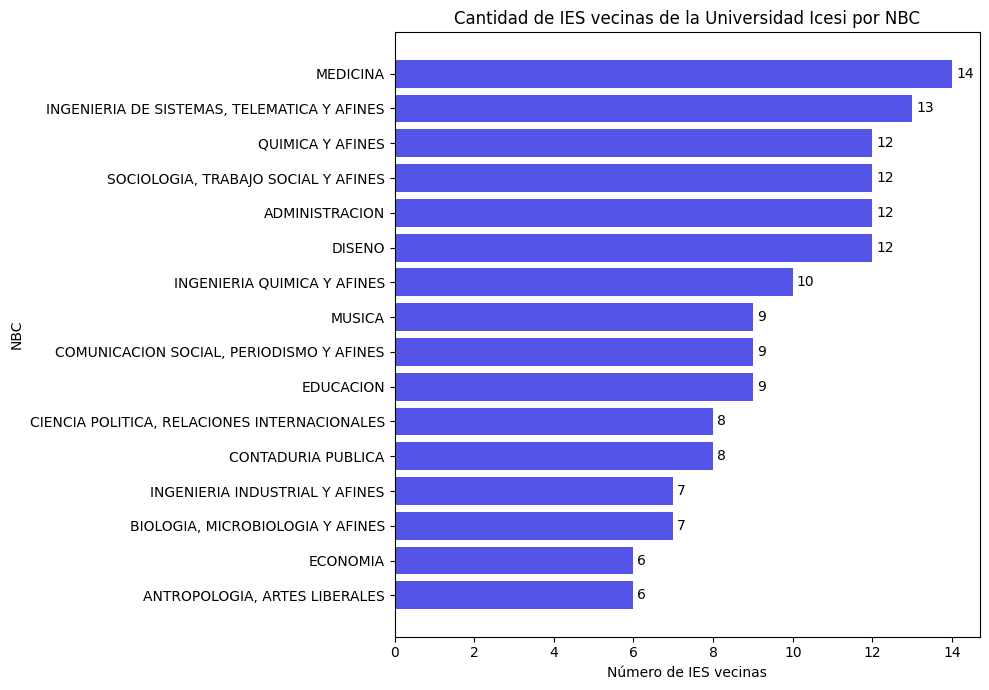 Cantidad de IES vecinas de la Universidad Icesi por NBC
MEDICINA 14
INGENIERIA DE SISTEMAS, TELEMATICA Y AFINES 13
QUIMICA Y AFINES 12
SOCIOLOGIA, TRABAJO SOCIAL Y AFINES 12
ADMINISTRACION 12
DISENO 12
INGENIERIA QUIMICA Y AFINES 10
MUSICA 9
NBC
COMUNICACION SOCIAL, PERIODISMO Y AFINES 9
EDUCACION 9
CIENCIA POLITICA, RELACIONES INTERNACIONALES 8
CONTADURIA PUBLICA 8
INGENIERIA INDUSTRIAL Y AFINES 7
BIOLOGIA, MICROBIOLOGIA Y AFINES 7
ECONOMIA 6
ANTROPOLOGIA, ARTES LIBERALES 6
0 2 4 6 8 10 12 14
Número de IES vecinas